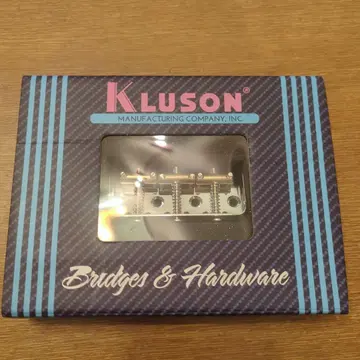 KLUSON®
MANUFACTURING COMPANY, INC.
Bridges & Hardware